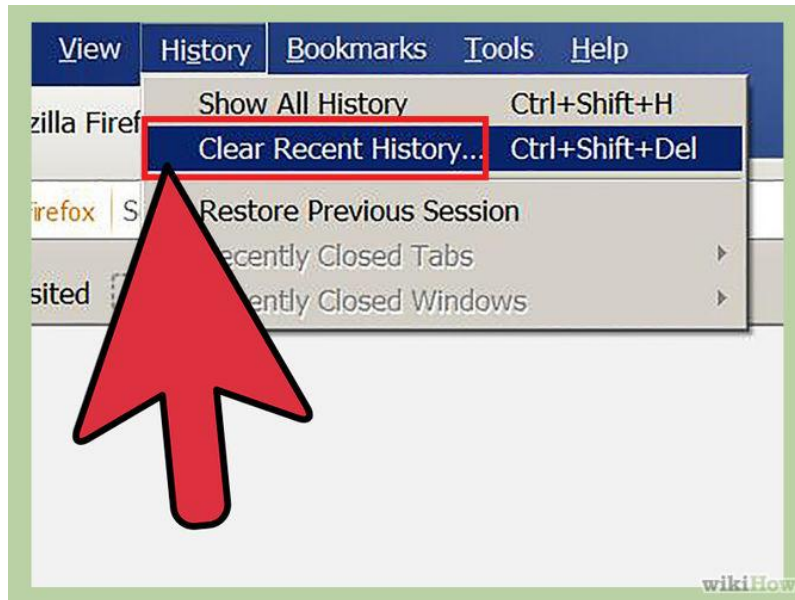 View History Bookmarks Tools Help
Show All History Ctrl+Shift+H
zilla Firef
Clear Recent History... Ctrl+Shift+Del
irefox S Restore Previous Session
ecently Closed Tabs
sited ently Closed Windows
wikiHow